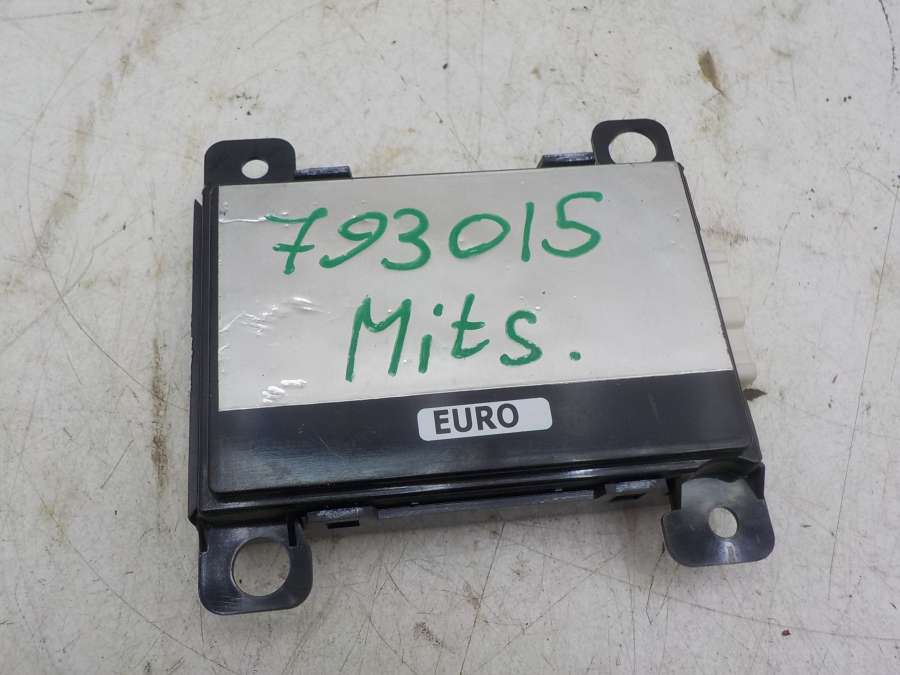 793015
Mits.
EURO